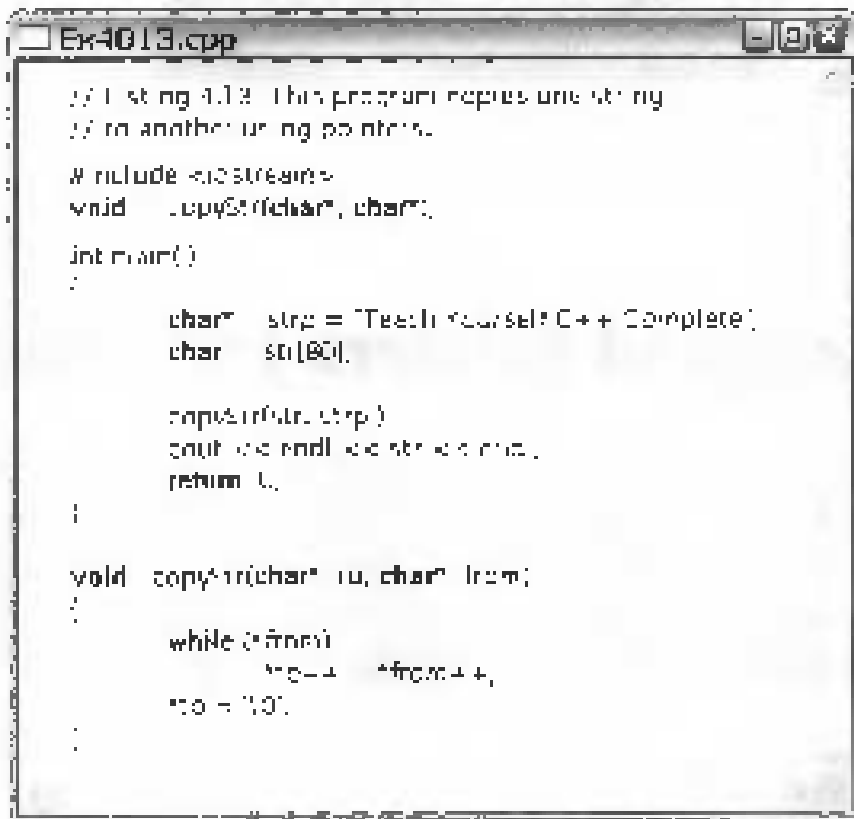 Ex4013.cpp
// Listing 4.13 This program copies one string
// to another using pointers.
#include <iostream>
void copyStr(char*, char*);
int main()
{
char* strp = "Teach Yourself C++ Complete";
char str[80];
copyStr(str, strp);
cout << endl << str << endl;
return 0;
}
void copyStr(char* to, char* from)
{
while (*from)
*to++ = *from++;
*to = '\0';
}